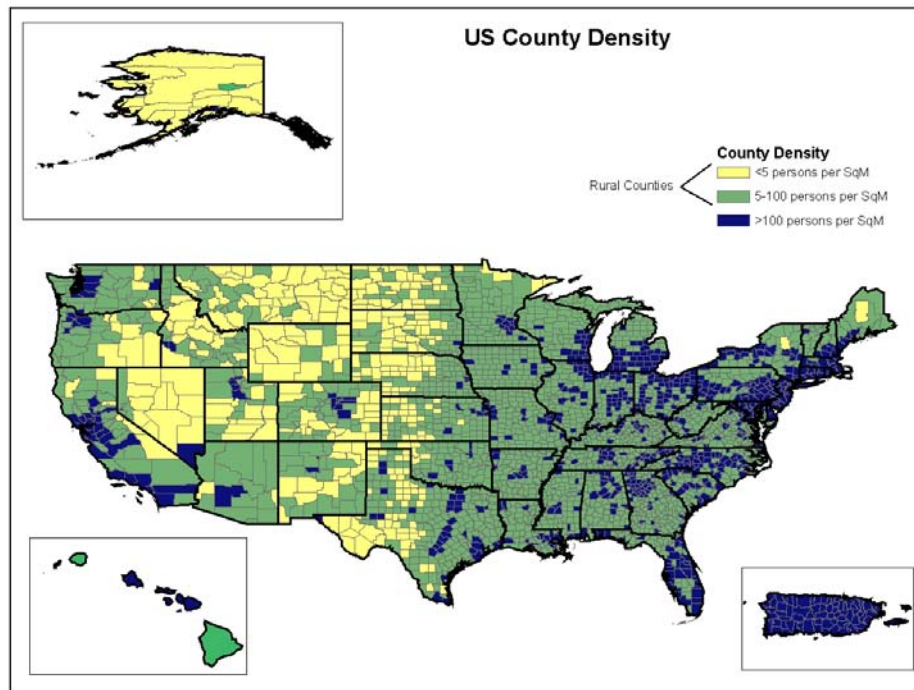 US County Density
County Density
Rural Counties
<5 persons per SqM
5-100 persons per SqM
>100 persons per SqM